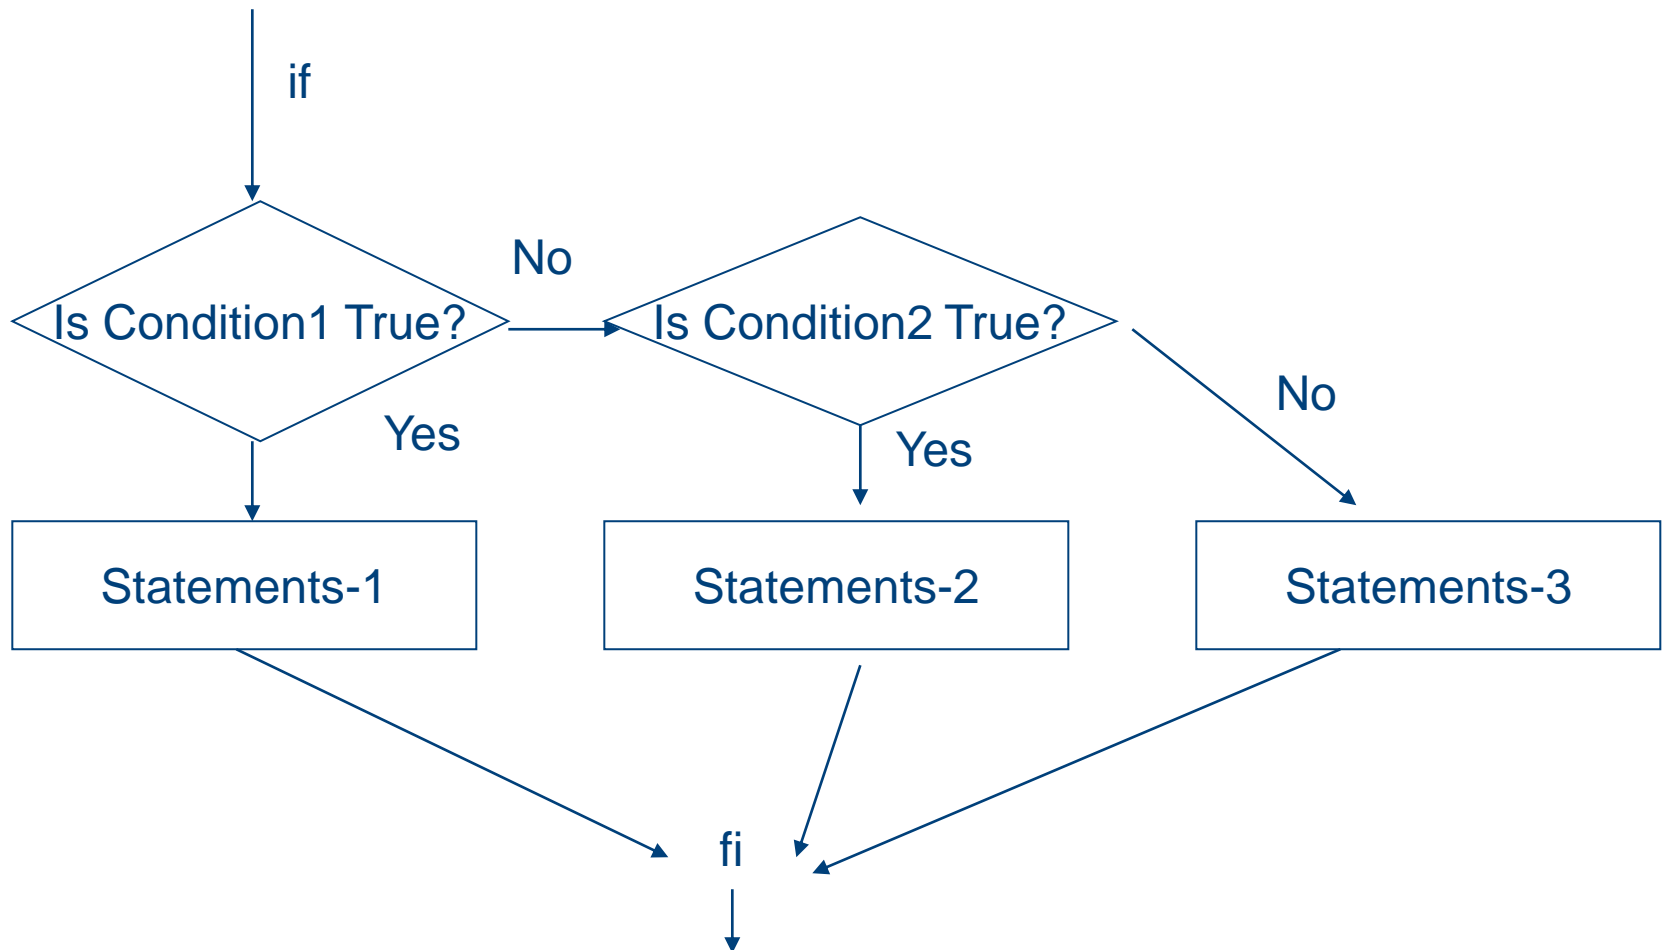 if
No
Is Condition1 True?
Is Condition2 True?
No
Yes
Yes
Statements-1
Statements-2
Statements-3
fi